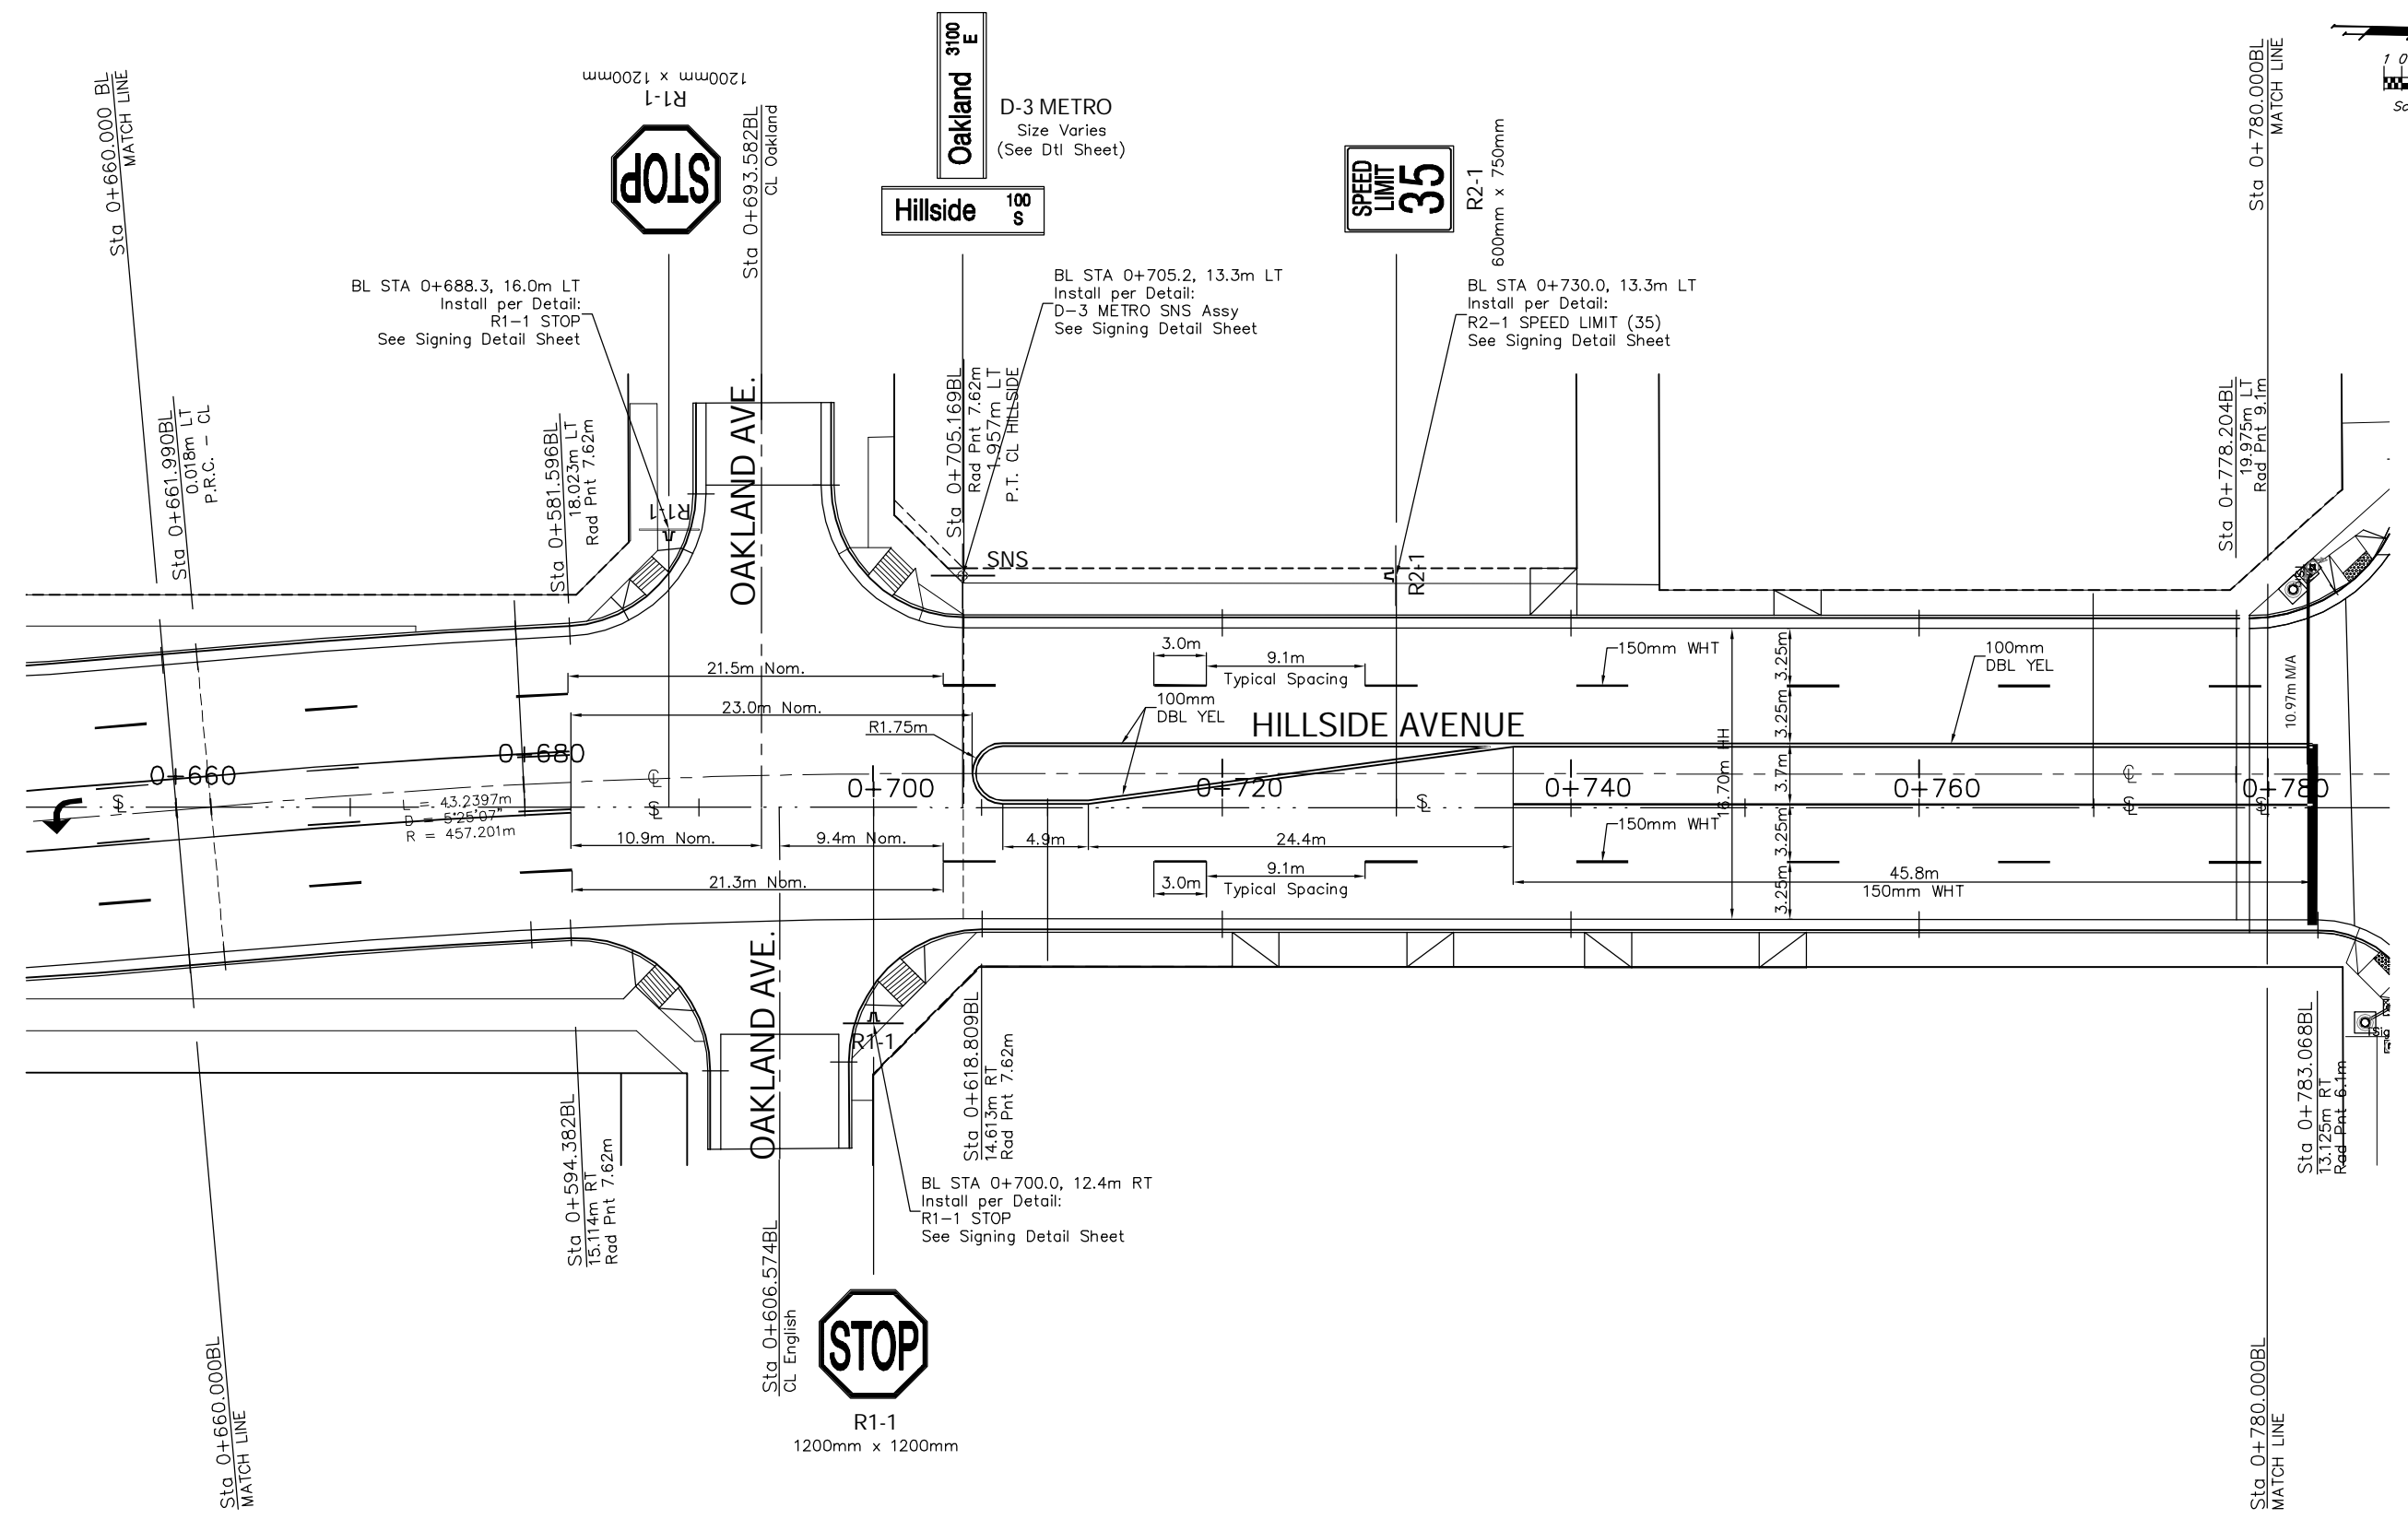 Sta 0+660.000 BL
MATCH LINE
1200mm x 1200mm
R1-1
STOP
Sta 0+693.582BL
CL Oakland
Oakland 3100 E
D-3 METRO
Size Varies
(See Dtl Sheet)
Hillside 100 S
SPEED
LIMIT
35
R2-1
600mm x 750mm
Sta 0+780.000BL
MATCH LINE
1 0
BL STA 0+688.3, 16.0m LT
Install per Detail:
R1-1 STOP
See Signing Detail Sheet
BL STA 0+705.2, 13.3m LT
Install per Detail:
D-3 METRO SNS Assy
See Signing Detail Sheet
BL STA 0+730.0, 13.3m LT
Install per Detail:
R2-1 SPEED LIMIT (35)
See Signing Detail Sheet
Sta 0+661.990BL
0.018m LT
P.R.C. - CL
Sta 0+581.596BL
18.023m LT
Rad Pnt 7.62m
R1-1
OAKLAND AVE.
Sta 0+705.169BL
Rad Pnt 7.62m
1.957m LT
P.T. CL HILLSIDE
SNS
R2-1
Sta 0+778.204BL
19.975m LT
Rad Pnt 9.1m
21.5m Nom.
3.0m
9.1m
Typical Spacing
150mm WHT
3.25m
100mm
DBL YEL
10.97m M/A
23.0m Nom.
100mm
DBL YEL
R1.75m
HILLSIDE AVENUE
3.25m
16.70m HH
3.7m
0+660
0+680
0+700
0+720
0+740
0+760
0+780
L = 43.2397m
D = 5°25'07"
R = 457.201m
10.9m Nom.
9.4m Nom.
4.9m
24.4m
150mm WHT
3.25m
21.3m Nom.
3.0m
9.1m
Typical Spacing
3.25m
45.8m
150mm WHT
OAKLAND AVE.
R1-1
Sta 0+618.809BL
14.613m RT
Rad Pnt 7.62m
Sta 0+783.068BL
13.125m RT
Rad Pnt 6.1m
Sta 0+594.382BL
15.114m RT
Rad Pnt 7.62m
BL STA 0+700.0, 12.4m RT
Install per Detail:
R1-1 STOP
See Signing Detail Sheet
Sta 0+606.574BL
CL English
STOP
R1-1
1200mm x 1200mm
Sta 0+660.000BL
MATCH LINE
Sta 0+780.000BL
MATCH LINE